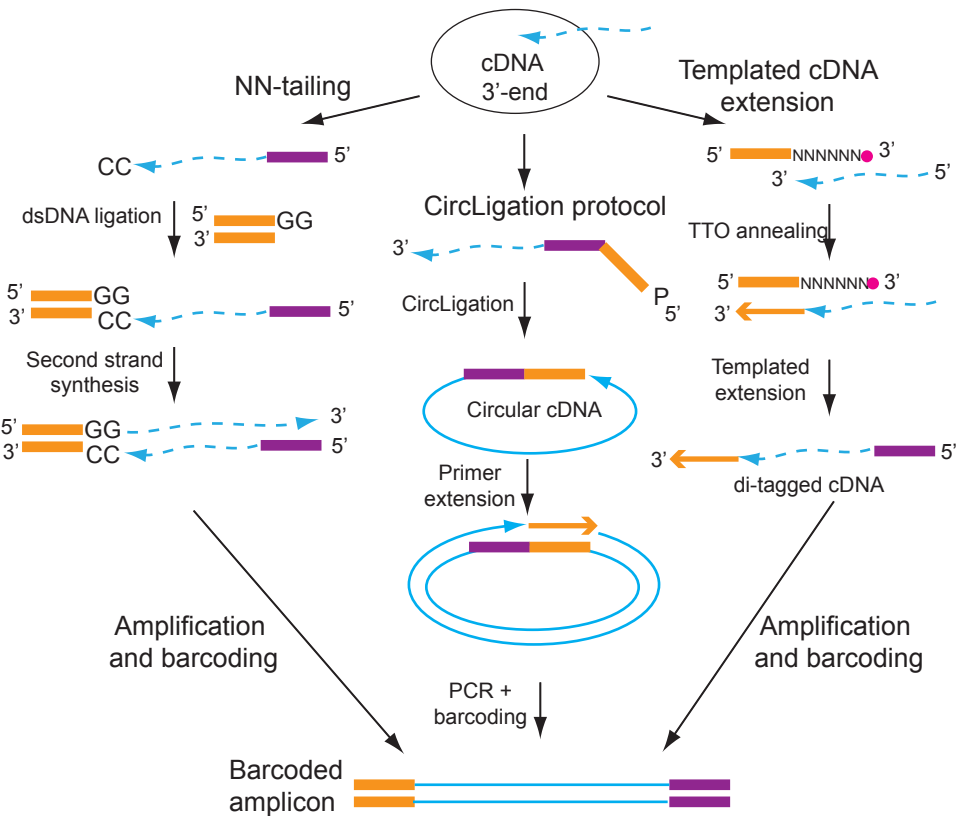 cDNA
3’-end
NN-tailing
Templated cDNA
extension
CC
5’
dsDNA ligation
5’
3’
GG
5’
3’
GG
CC
5’
Second strand
synthesis
5’
3’
GG
CC
3’
5’
CircLigation protocol
3’
P
5’
CircLigation
Circular cDNA
Primer
extension
5’
NNNNNN
3’
3’
5’
TTO annealing
5’
NNNNNN
3’
3’
Templated
extension
3’
5’
di-tagged cDNA
Amplification
and barcoding
PCR +
barcoding
Amplification
and barcoding
Barcoded
amplicon